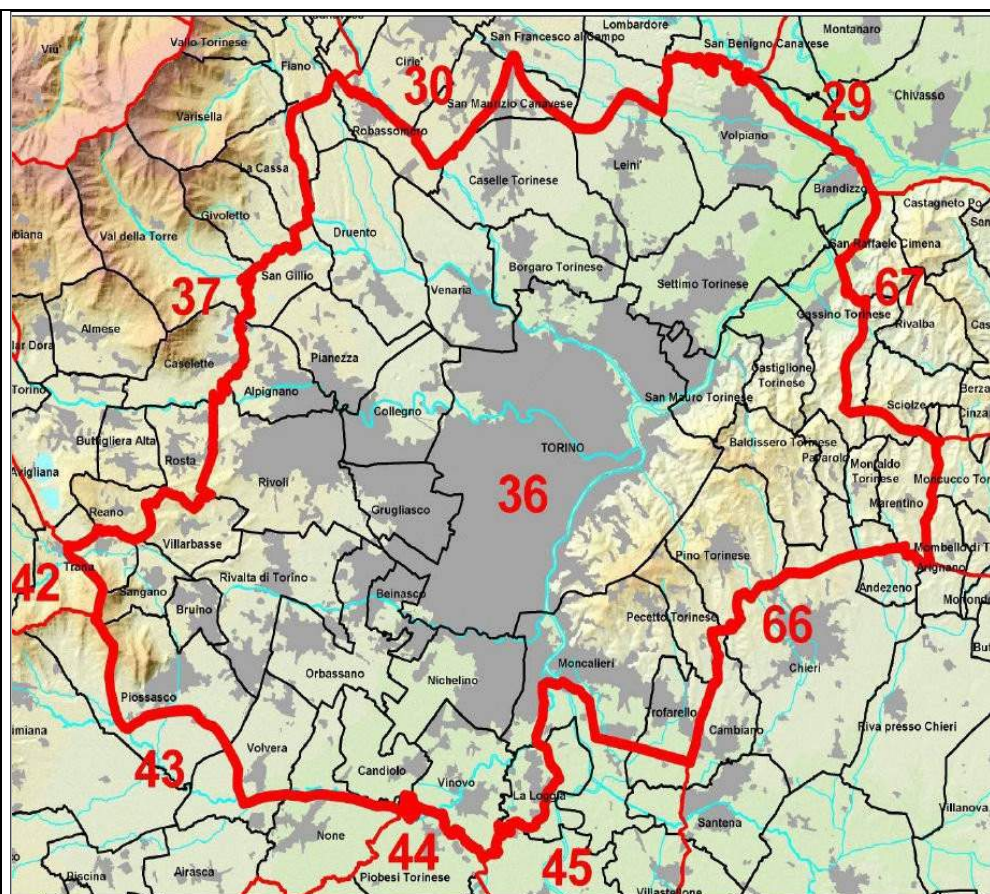 Lombardore
Montanaro
San Francesco al Campo
San Benigno Canavese
Viu'
Vallo Torinese
Fiano
Cirie'
30
29
Chivasso
San Maurizio Canavese
Varisella
Robassomero
Volpiano
La Cassa
Leini'
Caselle Torinese
Brandizzo
Castagneto Po
Givoletto
Val della Torre
Druento
San Raffaele Cimena
Borgaro Torinese
San Gillio
Venaria
Settimo Torinese
37
67
Gassino Torinese
Rivalba
Almese
Pianezza
Caselette
Castiglione
Torinese
Alpignano
San Mauro Torinese
Collegno
Sciolze
Buttigliera Alta
TORINO
Baldissero Torinese
Pavarolo
Rosta
Montaldo
Torinese
Rivoli
36
Marentino
Reano
Grugliasco
Villarbasse
Pino Torinese
Trana
42
Arignano
Rivalta di Torino
Sangano
Beinasco
Andezeno
Bruino
Pecetto Torinese
66
Moncalieri
Chieri
Orbassano
Nichelino
Piossasco
Trofarello
Cambiano
Riva presso Chieri
Volvera
43
Candiolo
Vinovo
La Loggia
Santena
None
44
45
Airasca
Piobesi Torinese
Villastellone